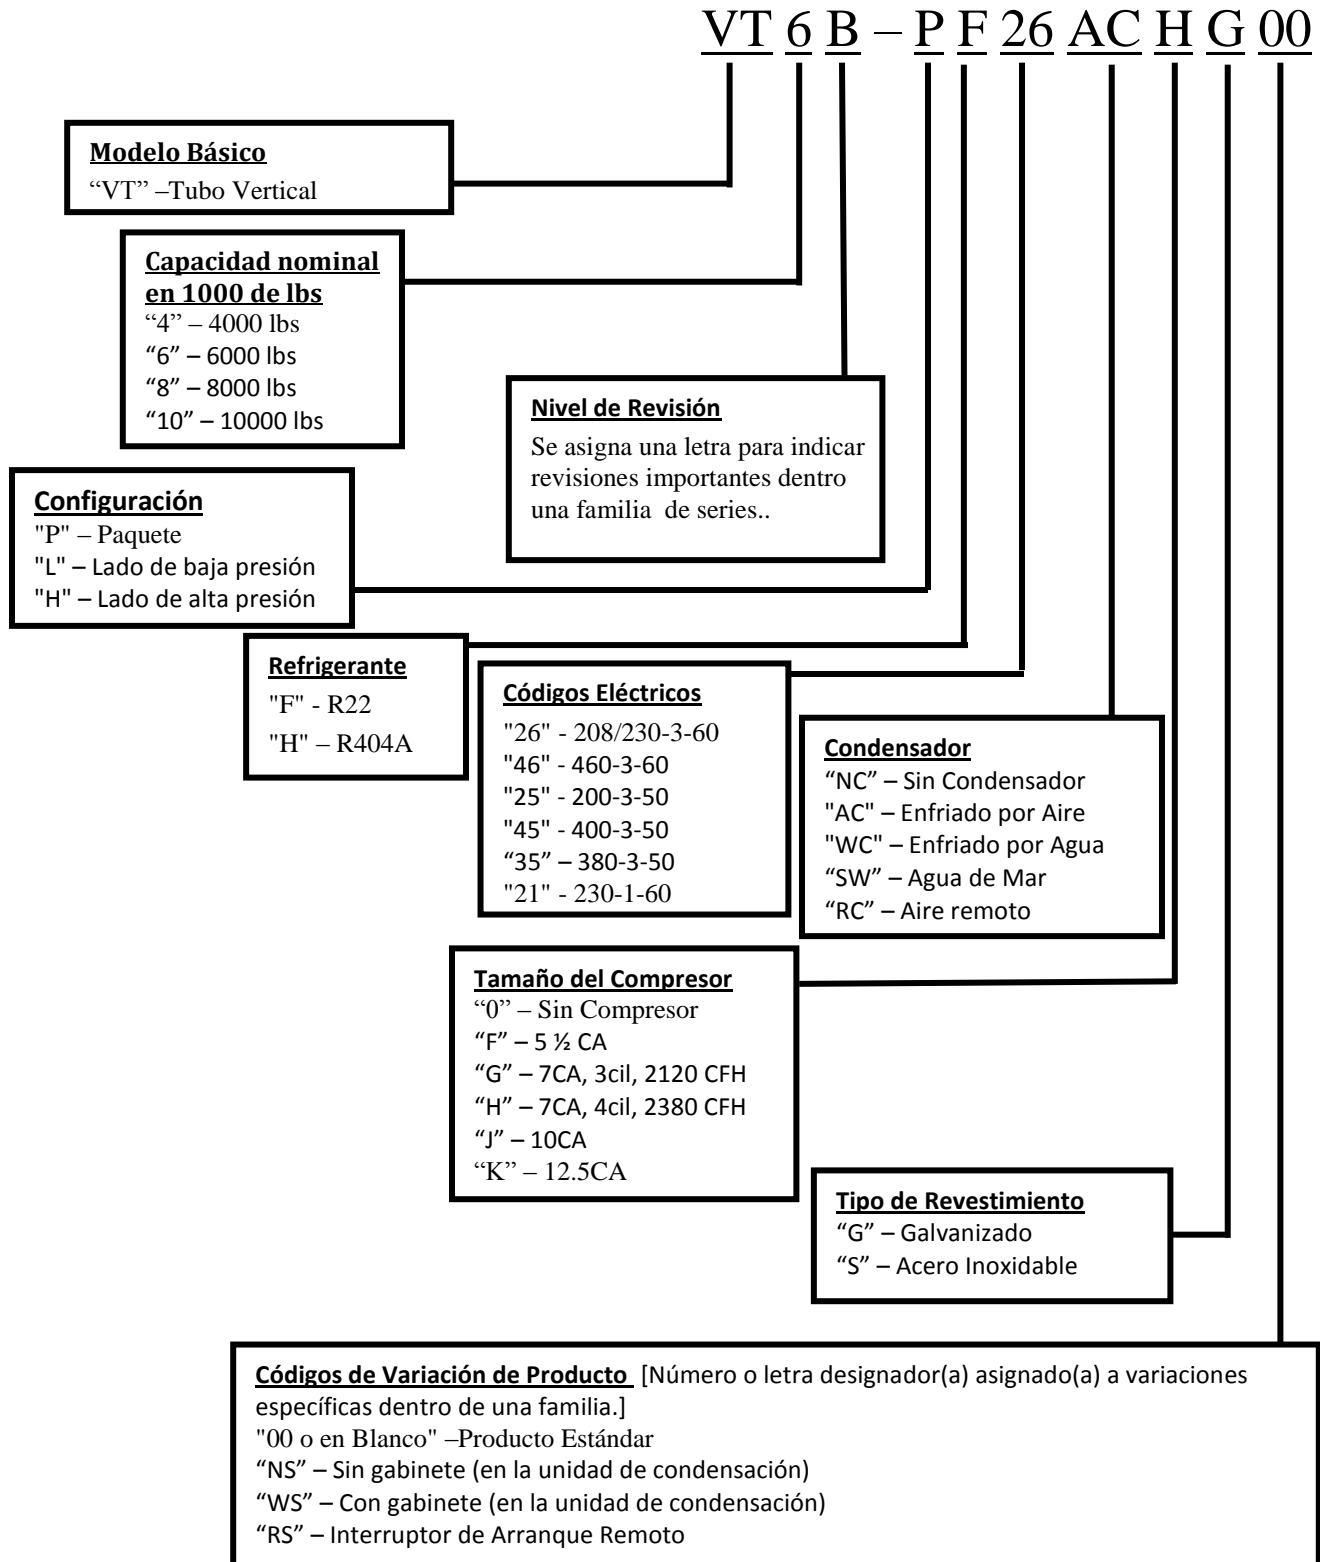 VT 6 B – P F 26 AC H G 00
Modelo Básico
“VT” –Tubo Vertical
Capacidad nominal
en 1000 de lbs
“4” – 4000 lbs
“6” – 6000 lbs
“8” – 8000 lbs
“10” – 10000 lbs
Nivel de Revisión
Se asigna una letra para indicar
revisiones importantes dentro
una familia de series..
Configuración
"P" – Paquete
"L" – Lado de baja presión
"H" – Lado de alta presión
Refrigerante
"F" - R22
"H" – R404A
Códigos Eléctricos
"26" - 208/230-3-60
"46" - 460-3-60
"25" - 200-3-50
"45" - 400-3-50
“35” – 380-3-50
"21" - 230-1-60
Condensador
“NC” – Sin Condensador
"AC" – Enfriado por Aire
"WC" – Enfriado por Agua
“SW” – Agua de Mar
“RC” – Aire remoto
Tamaño del Compresor
“0” – Sin Compresor
“F” – 5 ½ CA
“G” – 7CA, 3cil, 2120 CFH
“H” – 7CA, 4cil, 2380 CFH
“J” – 10CA
“K” – 12.5CA
Tipo de Revestimiento
“G” – Galvanizado
“S” – Acero Inoxidable
Códigos de Variación de Producto [Número o letra designador(a) asignado(a) a variaciones
específicas dentro de una familia.]
"00 o en Blanco" –Producto Estándar
“NS” – Sin gabinete (en la unidad de condensación)
“WS” – Con gabinete (en la unidad de condensación)
“RS” – Interruptor de Arranque Remoto